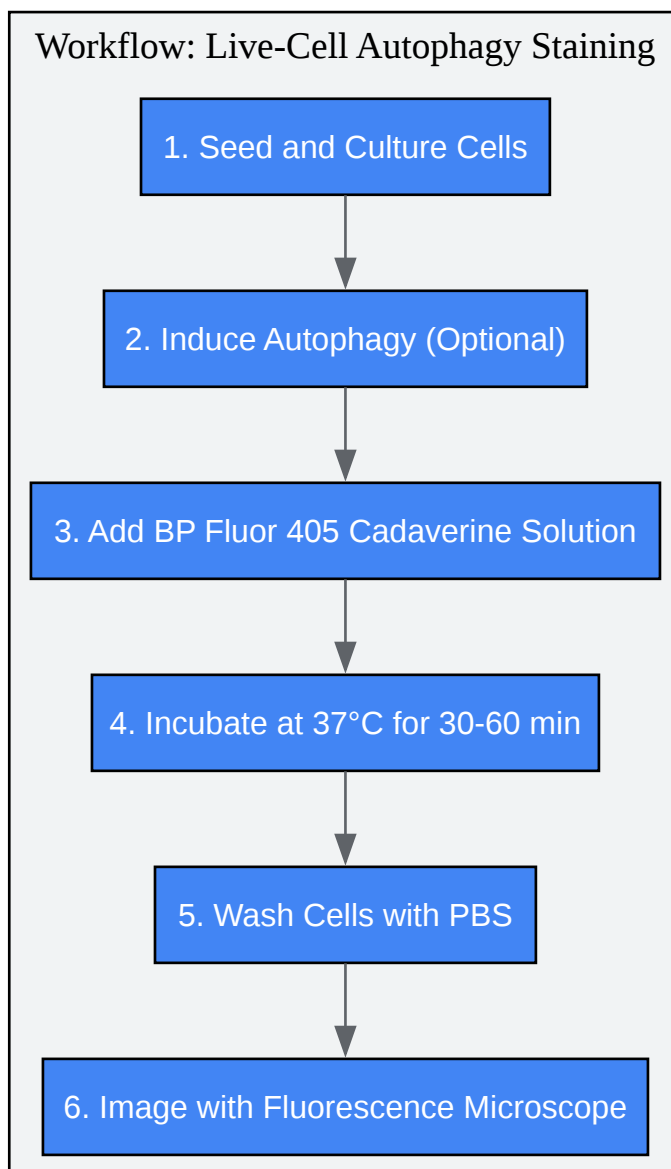 Workflow: Live-Cell Autophagy Staining
1. Seed and Culture Cells
2. Induce Autophagy (Optional)
3. Add BP Fluor 405 Cadaverine Solution
4. Incubate at 37°C for 30-60 min
5. Wash Cells with PBS
6. Image with Fluorescence Microscope